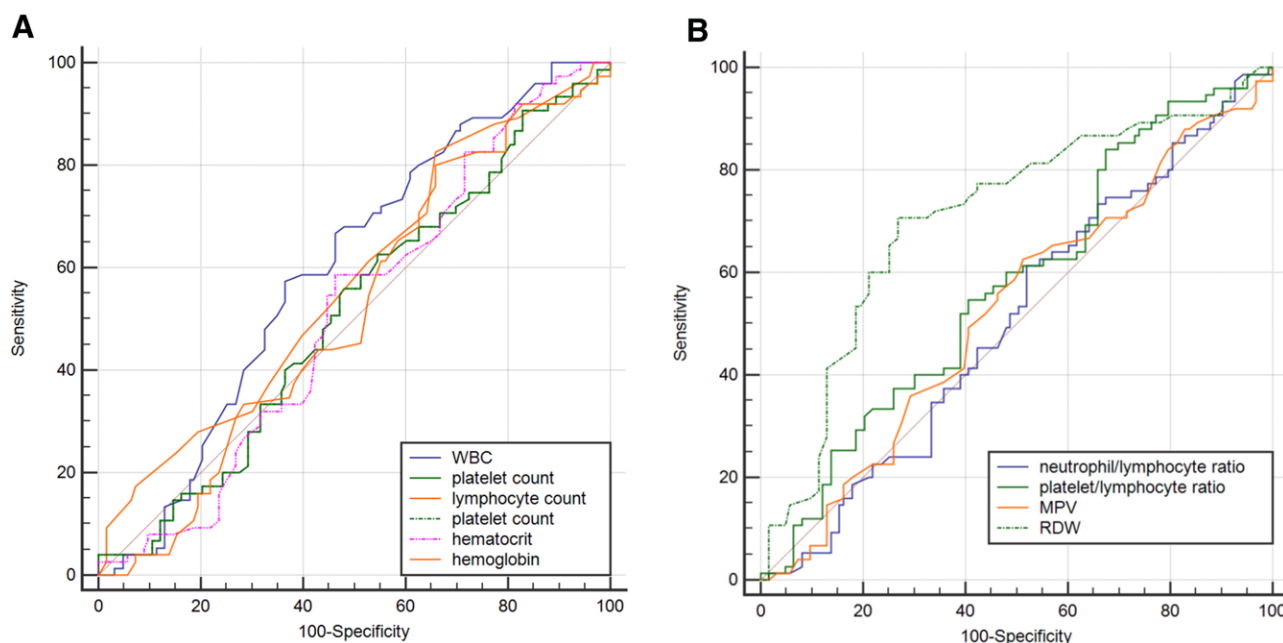 A
100
80
60
40
20
0
Sensitivity
0 20 40 60 80 100
100-Specificity
WBC
platelet count
lymphocyte count
platelet count
hematocrit
hemoglobin
B
100
80
60
40
20
0
Sensitivity
0 20 40 60 80 100
100-Specificity
neutrophil/lymphocyte ratio
platelet/lymphocyte ratio
MPV
RDW